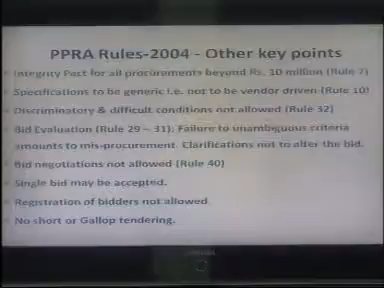 PPRA Rules-2004 - Other key points
Integrity Pact for all procurements beyond Rs. 10 million (Rule 7)
Specifications to be generic i.e. not to be vendor driven (Rule 10)
Discriminatory & difficult conditions not allowed (Rule 32)
Bid Evaluation (Rule 29 – 31): Failure to unambiguous criteria
amounts to mis-procurement. Clarifications not to alter the bid.
Bid negotiations not allowed (Rule 40)
Single bid may be accepted.
Registration of bidders not allowed
No short or Gallop tendering.